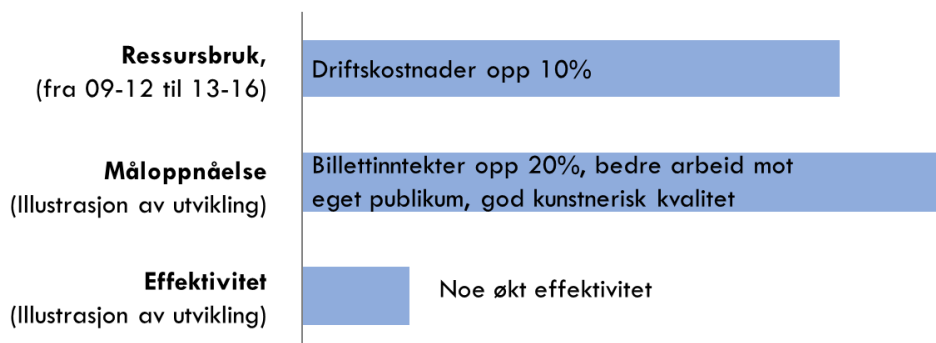 Ressursbruk,
(fra 09-12 til 13-16)
Driftskostnader opp 10%
Måloppnåelse
(Illustrasjon av utvikling)
Billettinntekter opp 20%, bedre arbeid mot
eget publikum, god kunstnerisk kvalitet
Effektivitet
(Illustrasjon av utvikling)
Noe økt effektivitet